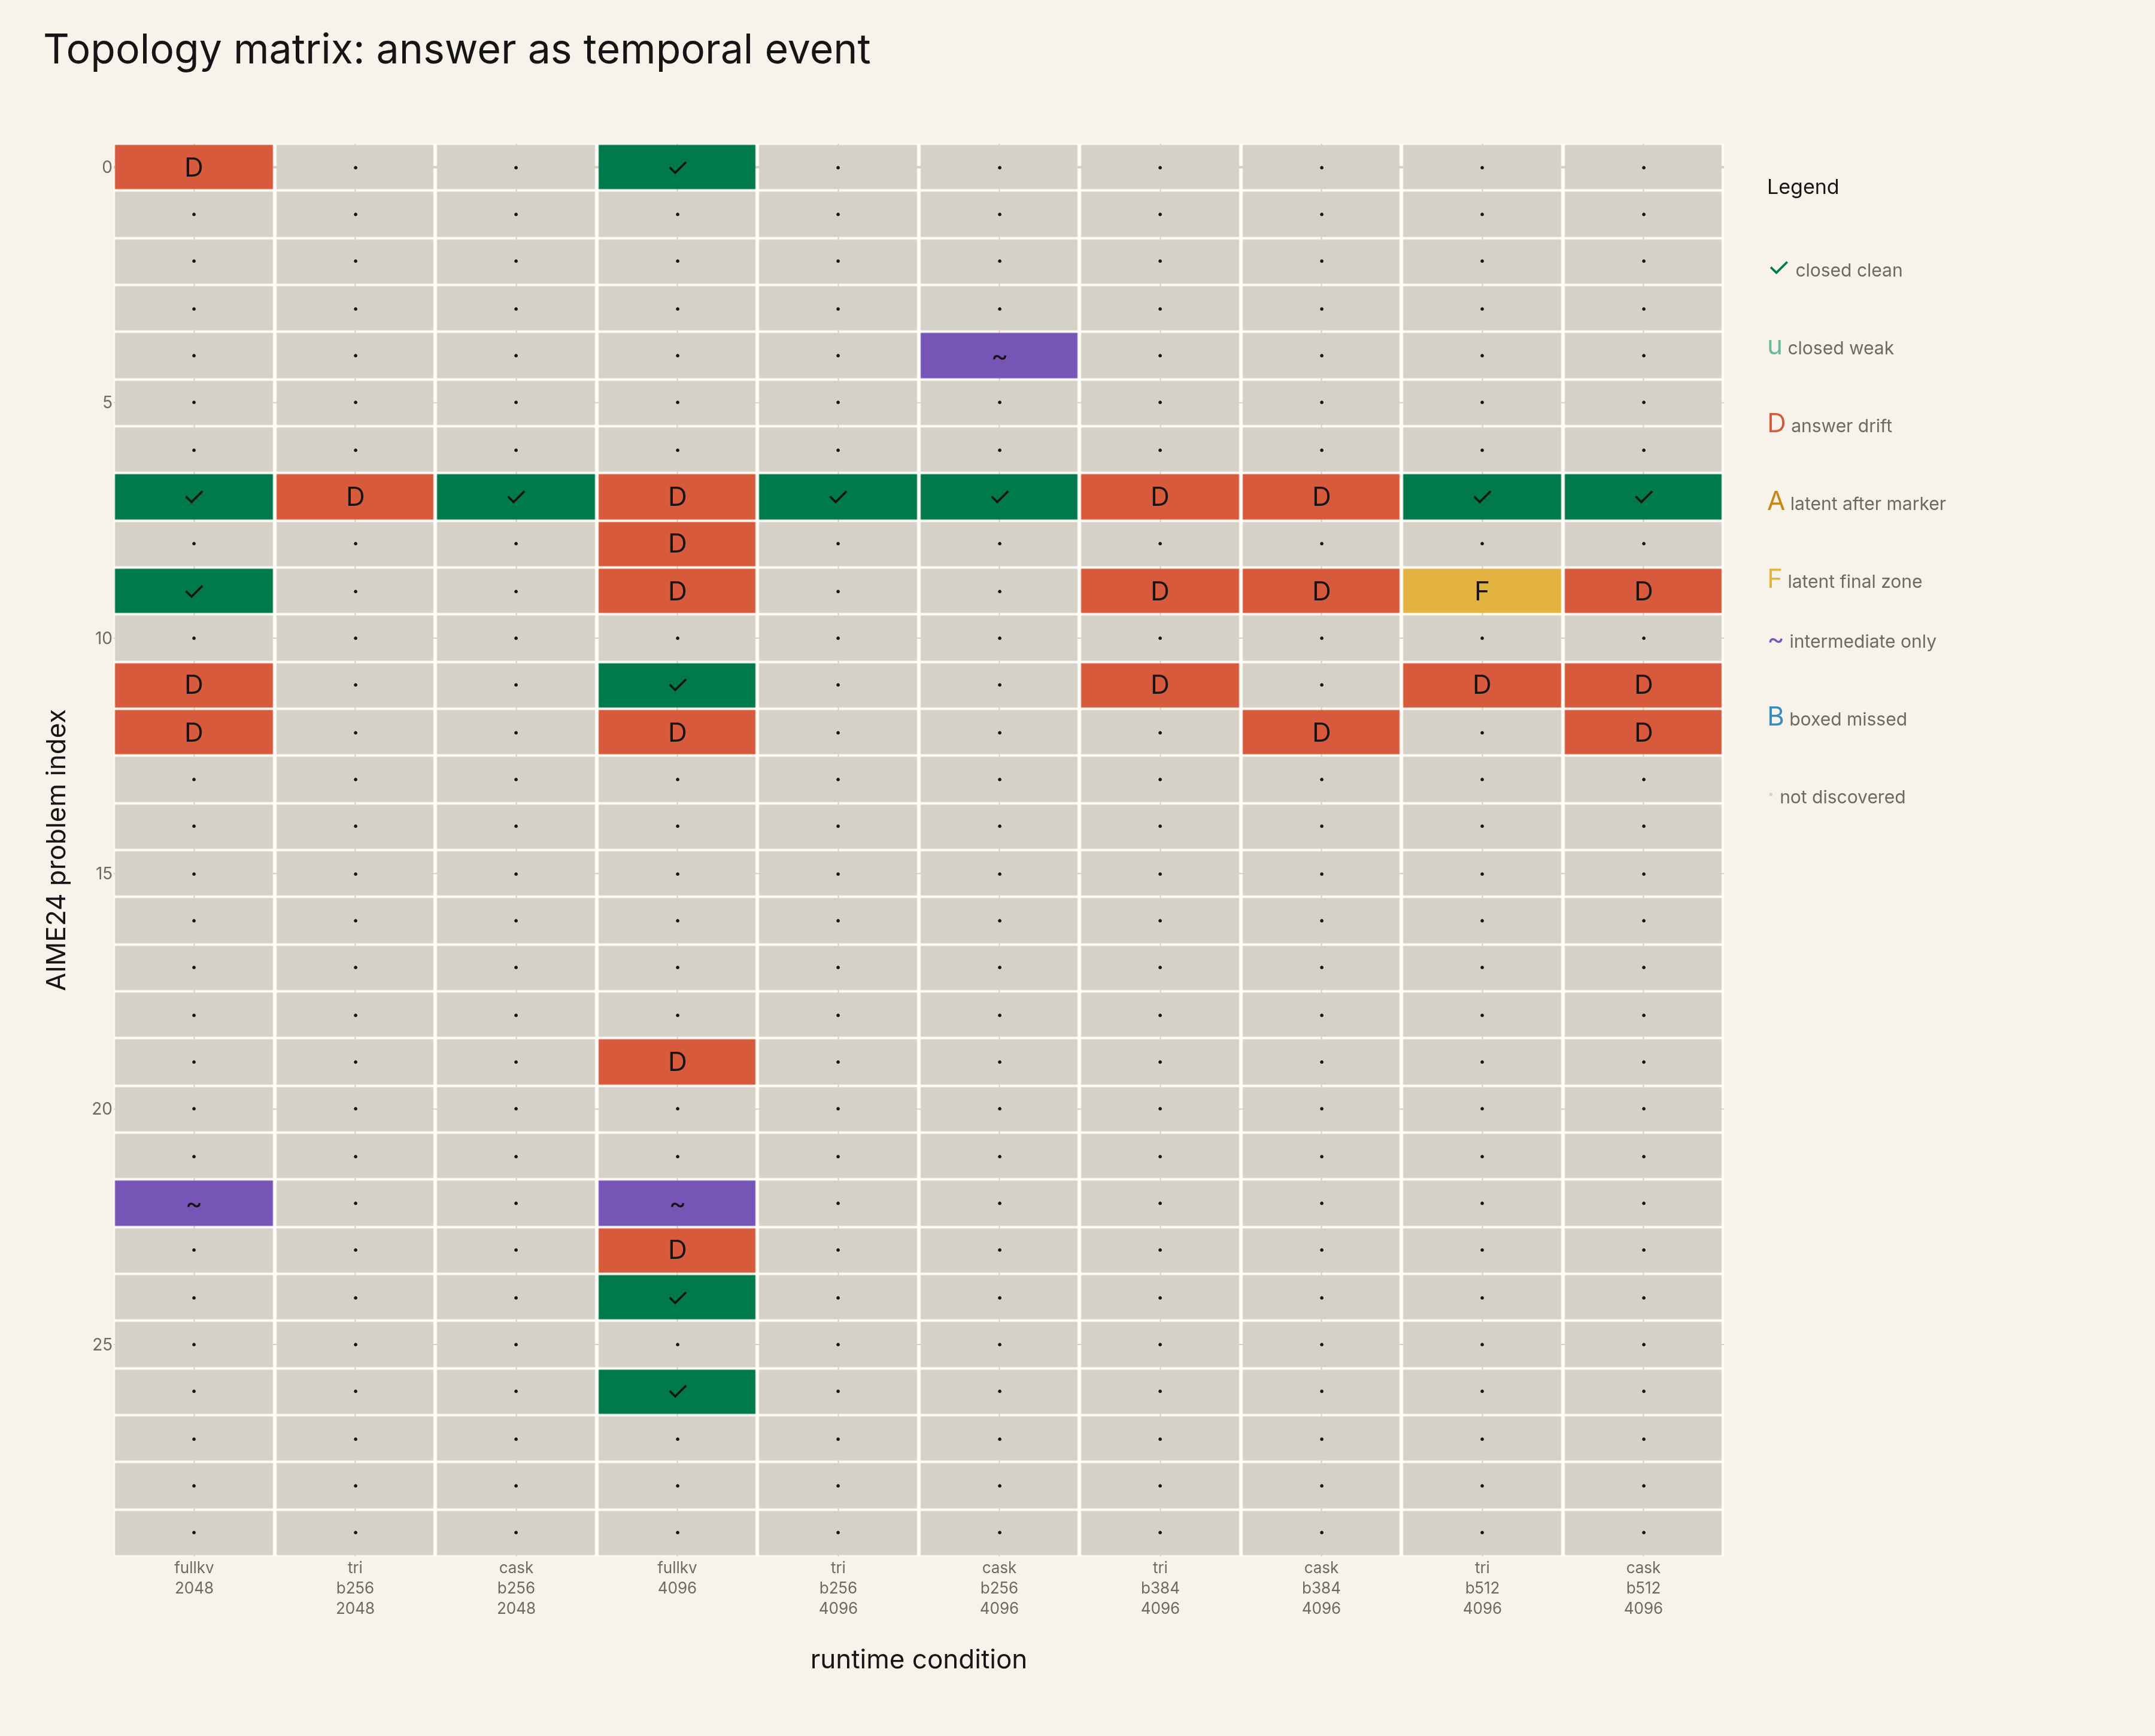 Topology matrix: answer as temporal event
Legend
✓ closed clean
u closed weak
D answer drift
A latent after marker
F latent final zone
~ intermediate only
B boxed missed
· not discovered
AIME24 problem index
0 D · · ✓ · · · · · ·
· · · · · · · · · ·
· · · · · · · · · ·
· · · · · · · · · ·
· · · · · ~ · · · ·
5 · · · · · · · · · ·
· · · · · · · · · ·
✓ D ✓ D ✓ ✓ D D ✓ ✓
· · · D · · · · · ·
✓ · · D · · D D F D
10 · · · · · · · · · ·
D · · ✓ · · D · D D
D · · D · · · D · D
· · · · · · · · · ·
· · · · · · · · · ·
15 · · · · · · · · · ·
· · · · · · · · · ·
· · · · · · · · · ·
· · · · · · · · · ·
· · · D · · · · · ·
20 · · · · · · · · · ·
· · · · · · · · · ·
~ · · ~ · · · · · ·
· · · D · · · · · ·
· · · ✓ · · · · · ·
25 · · · · · · · · · ·
· · · ✓ · · · · · ·
· · · · · · · · · ·
· · · · · · · · · ·
· · · · · · · · · ·
fullkv tri cask fullkv tri cask tri cask tri cask
2048 b256 b256 4096 b256 b256 b384 b384 b512 b512
2048 2048 4096 4096 4096 4096 4096 4096
runtime condition